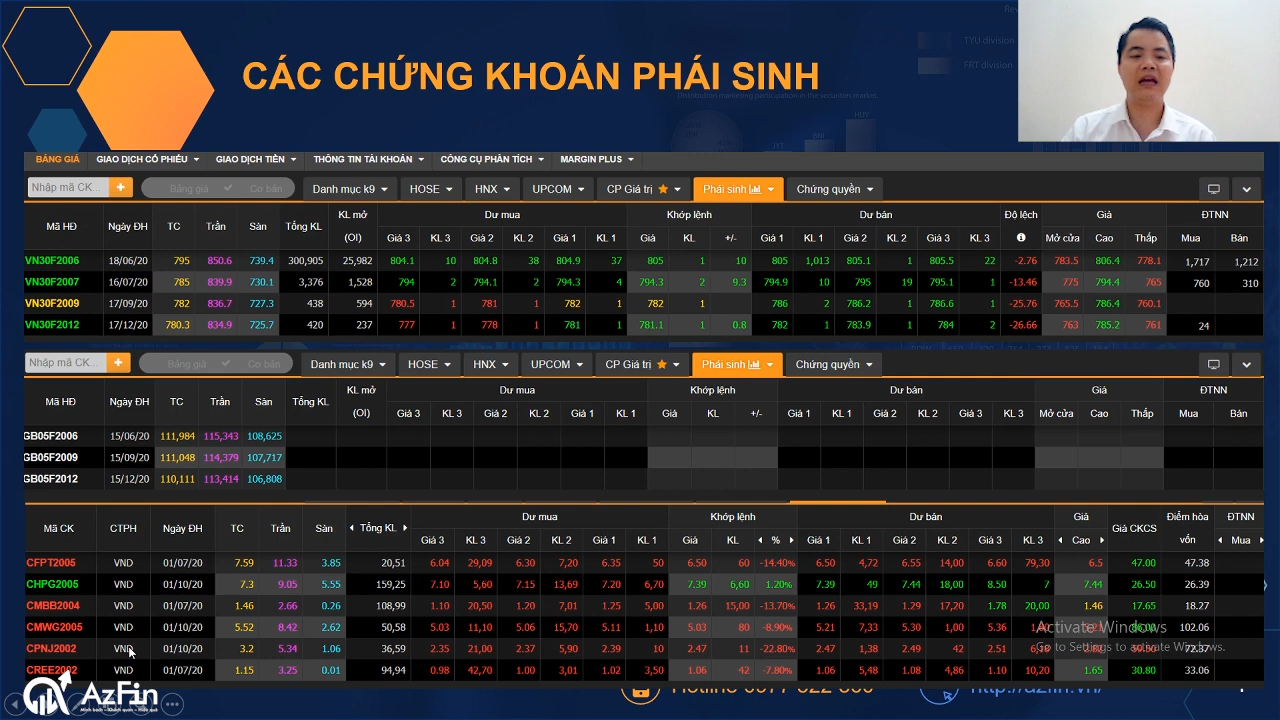 CÁC CHỨNG KHOÁN PHÁI SINH
TYU division
FRT division
BẢNG GIÁ GIAO DỊCH CỔ PHIẾU GIAO DỊCH TIỀN THÔNG TIN TÀI KHOẢN CÔNG CỤ PHÂN TÍCH MARGIN PLUS
Nhập mã CK... + Bảng giá Cơ bản Danh mục k9 HOSE HNX UPCOM CP Giá trị Phái sinh Chứng quyền
Mã HĐ Ngày ĐH TC Trần Sàn Tổng KL KL mở (OI) Dư mua Khớp lệnh Dư bán Độ lệch Giá ĐTNN
Giá 3 KL 3 Giá 2 KL 2 Giá 1 KL 1 Giá KL +/- Giá 1 KL 1 Giá 2 KL 2 Giá 3 KL 3 Mở cửa Cao Thấp Mua Bán
VN30F2006 18/06/20 795 850.6 739.4 300,905 25,982 804.1 10 804.8 38 804.9 37 805 1 10 805 1,013 805.1 1 805.5 22 -2.76 783.5 806.4 778.1 1,717 1,212
VN30F2007 16/07/20 785 839.9 730.1 3,376 1,528 794 2 794.1 2 794.3 4 794.3 2 9.3 794.9 10 795 19 795.1 1 -13.46 775 794.4 765 760 310
VN30F2009 17/09/20 782 836.7 727.3 438 594 780.5 1 781 1 782 1 782 1 786 2 786.2 1 786.6 1 -25.76 765.5 786.4 760.1
VN30F2012 17/12/20 780.3 834.9 725.7 420 237 777 1 778 1 781 1 781.1 1 0.8 782 1 783.9 1 784 2 -26.66 763 785.2 761 24
Nhập mã CK... + Bảng giá Cơ bản Danh mục k9 HOSE HNX UPCOM CP Giá trị Phái sinh Chứng quyền
Mã HĐ Ngày ĐH TC Trần Sàn Tổng KL KL mở (OI) Dư mua Khớp lệnh Dư bán Giá ĐTNN
Giá 3 KL 3 Giá 2 KL 2 Giá 1 KL 1 Giá KL +/- Giá 1 KL 1 Giá 2 KL 2 Giá 3 KL 3 Mở cửa Cao Thấp Mua Bán
GB05F2006 15/06/20 111,984 115,343 108,625
GB05F2009 15/09/20 111,048 114,379 107,717
GB05F2012 15/12/20 110,111 113,414 106,808
Mã CK CTPH Ngày ĐH TC Trần Sàn Tổng KL Dư mua Khớp lệnh Dư bán Giá Giá CKCS Điểm hòa vốn ĐTNN
Giá 3 KL 3 Giá 2 KL 2 Giá 1 KL 1 Giá KL % Giá 1 KL 1 Giá 2 KL 2 Giá 3 KL 3 Cao Mua
CFPT2005 VND 01/07/20 7.59 11.33 3.85 20,51 6.04 29,09 6.30 7,20 6.35 50 6.50 60 -14.40% 6.50 4,72 6.55 14,00 6.60 79,30 6.5 47.00 47.38
CHPG2005 VND 01/10/20 7.3 9.05 5.55 159,25 7.10 5,60 7.15 13,69 7.20 6,70 7.39 6,60 1.20% 7.39 49 7.44 18,00 8.50 7 7.44 26.50 26.39
CMBB2004 VND 01/07/20 1.46 2.66 0.26 108,99 1.10 20,50 1.20 7,01 1.25 5,00 1.26 15,00 -13.70% 1.26 33,19 1.29 17,20 1.78 20,00 1.46 17.65 18.27
CMWG2005 VND 01/10/20 5.52 8.42 2.62 50,58 5.03 11,10 5.06 15,70 5.11 1,10 5.03 80 -8.90% 5.21 7,33 5.30 1,00 5.36 102.06
CPNJ2002 VND 01/10/20 3.2 5.34 1.06 36,59 2.35 21,00 2.37 5,90 2.39 10 2.47 11 -22.80% 2.47 1,38 2.49 42 2.51 72.37
CREE2002 VND 01/07/20 1.15 3.25 0.01 94,94 0.98 42,70 1.00 3,01 1.02 3,50 1.06 42 -7.80% 1.06 5,48 1.08 4,86 1.10 10,20 1.65 30.80 33.06
Activate Windows
Go to Settings to activate Windows.
AzFin